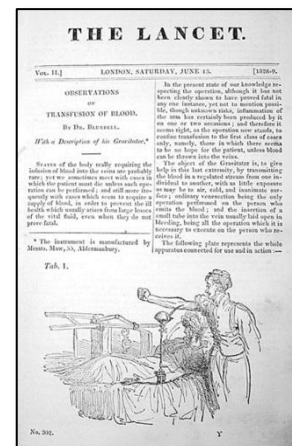 THE LANCET.
VOL. II.] LONDON, SATURDAY, JUNE 13. [1828-9.
OBSERVATIONS
ON
TRANSFUSION OF BLOOD.
BY DR. BLUNDELL.
With a Description of his Gravitator.*
STATES of the body really requiring the
infusion of blood into the veins are probably
rare; yet we sometimes meet with cases in
which the patient must die unless such ope-
ration can be performed; and still more fre-
quently with cases which seem to require a
supply of blood, in order to prevent the ill
health which usually arises from large losses
of the vital fluid, even when they do not
prove fatal.
* The instrument is manufactured by
Messrs. Maw, 55, Aldermanbury.
In the present state of our knowledge re-
specting the operation, although it has not
been clearly shown to have proved fatal in
any one instance, yet not to mention possi-
ble, though unknown risks, inflammation of
the arm has certainly been produced by it
on one or two occasions; and therefore it
seems right, as the operation now stands, to
confine transfusion to the first class of cases
only, namely, those in which there seems
to be no hope for the patient, unless blood
can be thrown into the veins.
The object of the Gravitator is, to give
help in this last extremity, by transmitting
the blood in a regulated stream from one in-
dividual to another, with as little exposure
as may be to air, cold, and inanimate sur-
face; ordinary venesection being the only
operation performed on the person who
emits the blood; and the insertion of a
small tube into the vein usually laid open in
bleeding, being all the operation which it is
necessary to execute on the person who re-
ceives it.
The following plate represents the whole
apparatus connected for use and in action:—
Tab. 1.
No. 302. Y